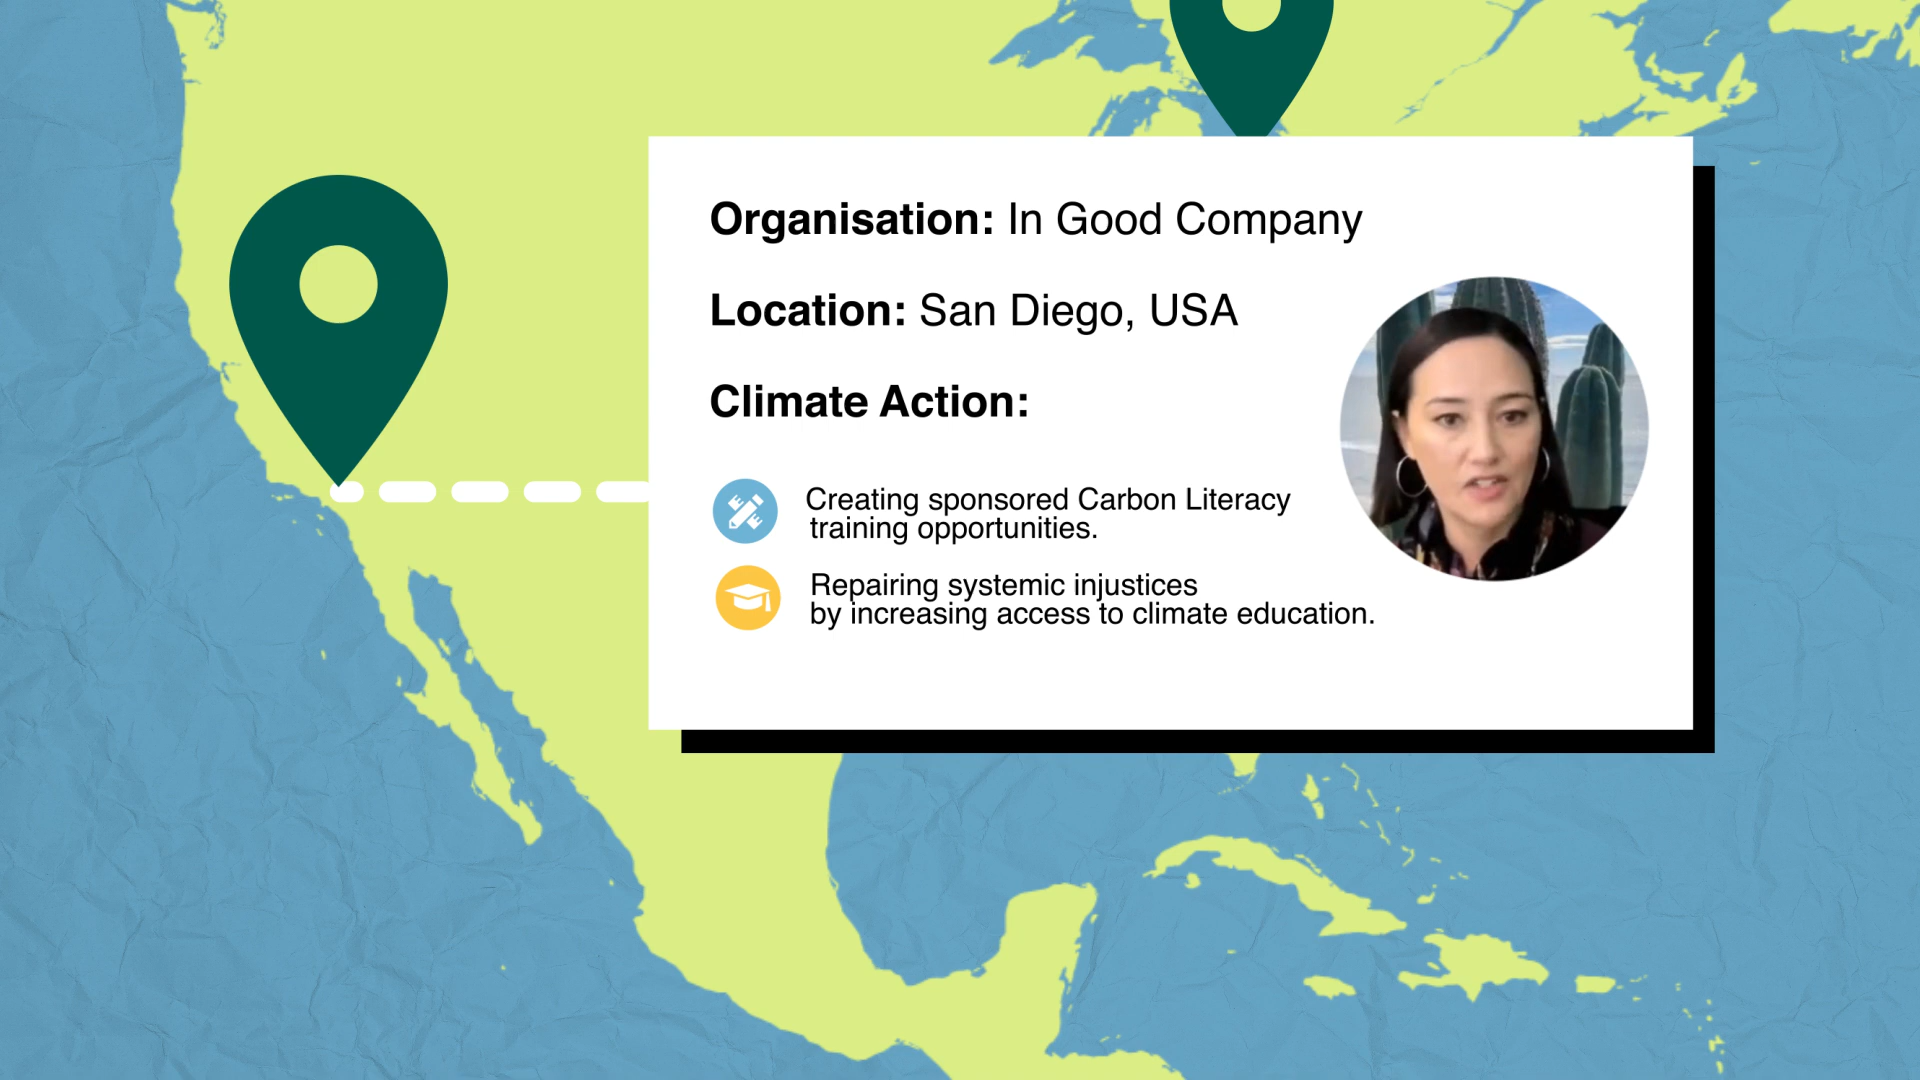 Organisation: In Good Company
Location: San Diego, USA
Climate Action:
Creating sponsored Carbon Literacy
training opportunities.
Repairing systemic injustices
by increasing access to climate education.